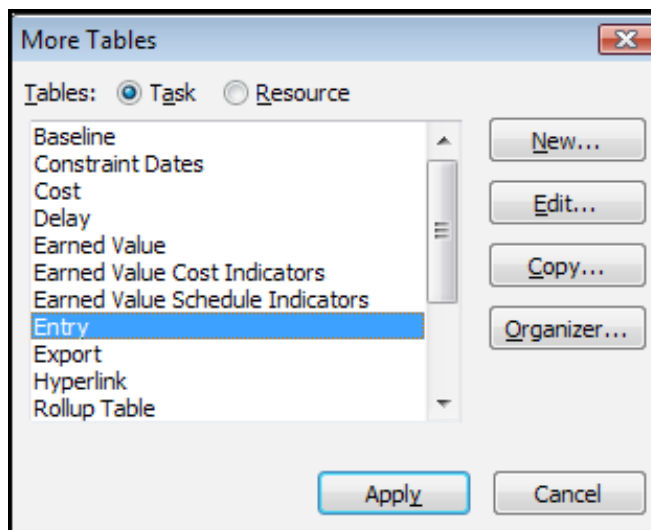 More Tables
Tables: Task Resource
Baseline
Constraint Dates
Cost
Delay
Earned Value
Earned Value Cost Indicators
Earned Value Schedule Indicators
Entry
Export
Hyperlink
Rollup Table
New...
Edit...
Copy...
Organizer...
Apply
Cancel